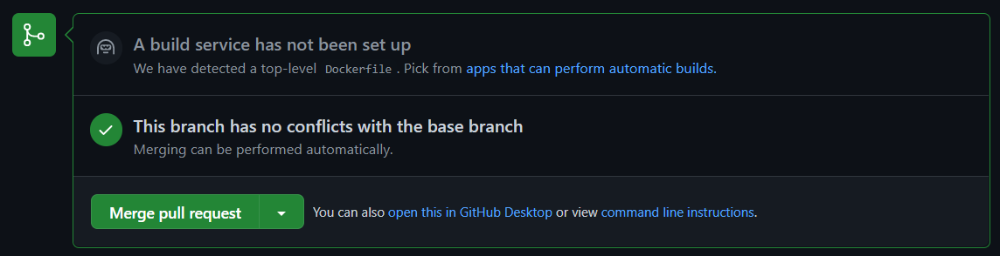 A build service has not been set up
We have detected a top-level Dockerfile. Pick from apps that can perform automatic builds.
This branch has no conflicts with the base branch
Merging can be performed automatically.
Merge pull request
You can also open this in GitHub Desktop or view command line instructions.